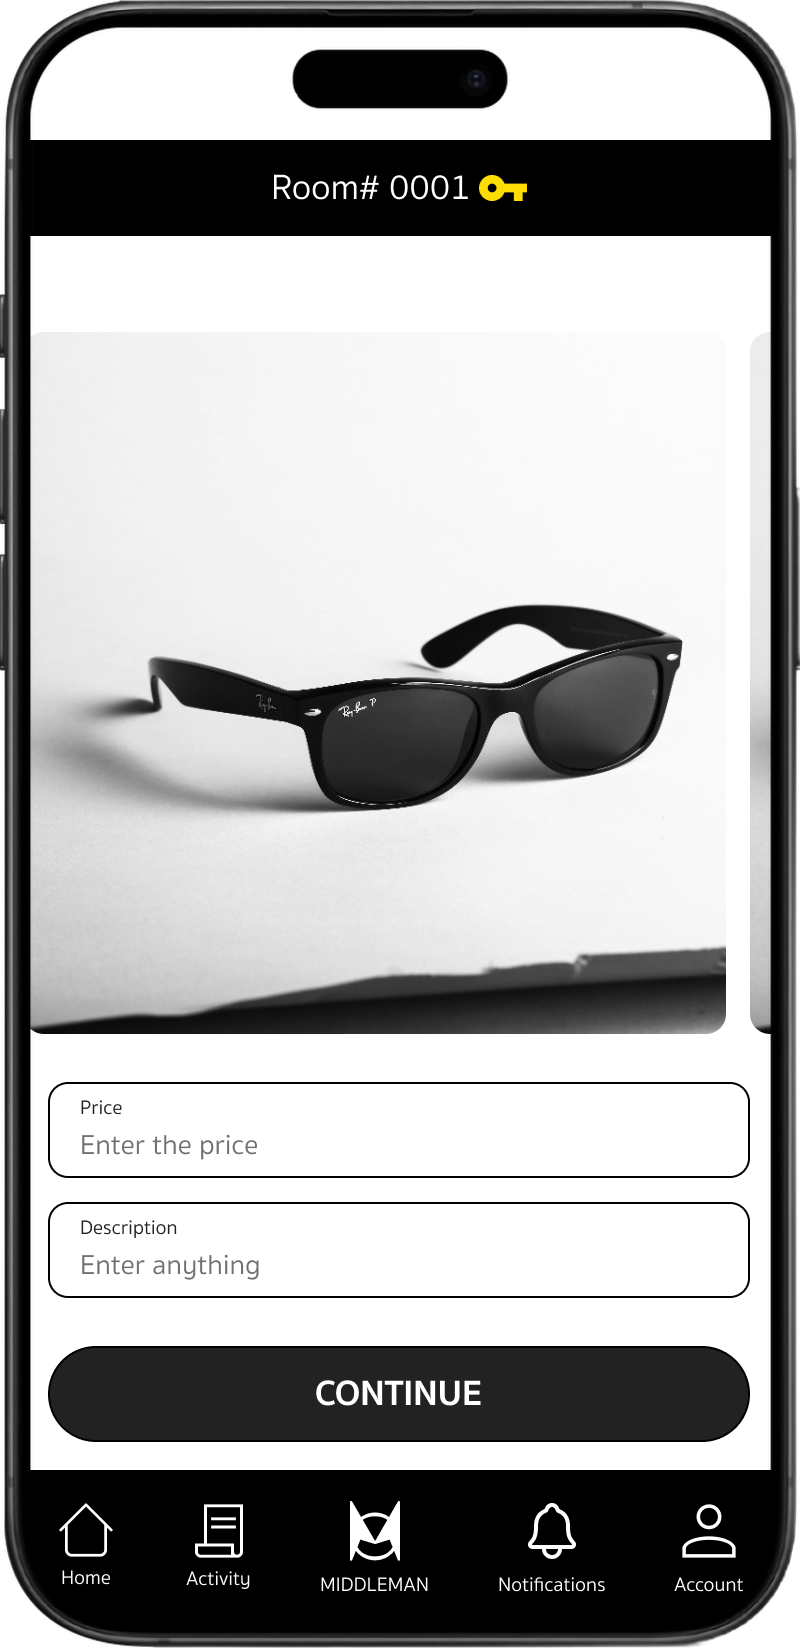 Room# 0001
Ray-Ban
Ray-Ban P
Price
Enter the price
Description
Enter anything
CONTINUE
Home
Activity
MIDDLEMAN
Notifications
Account